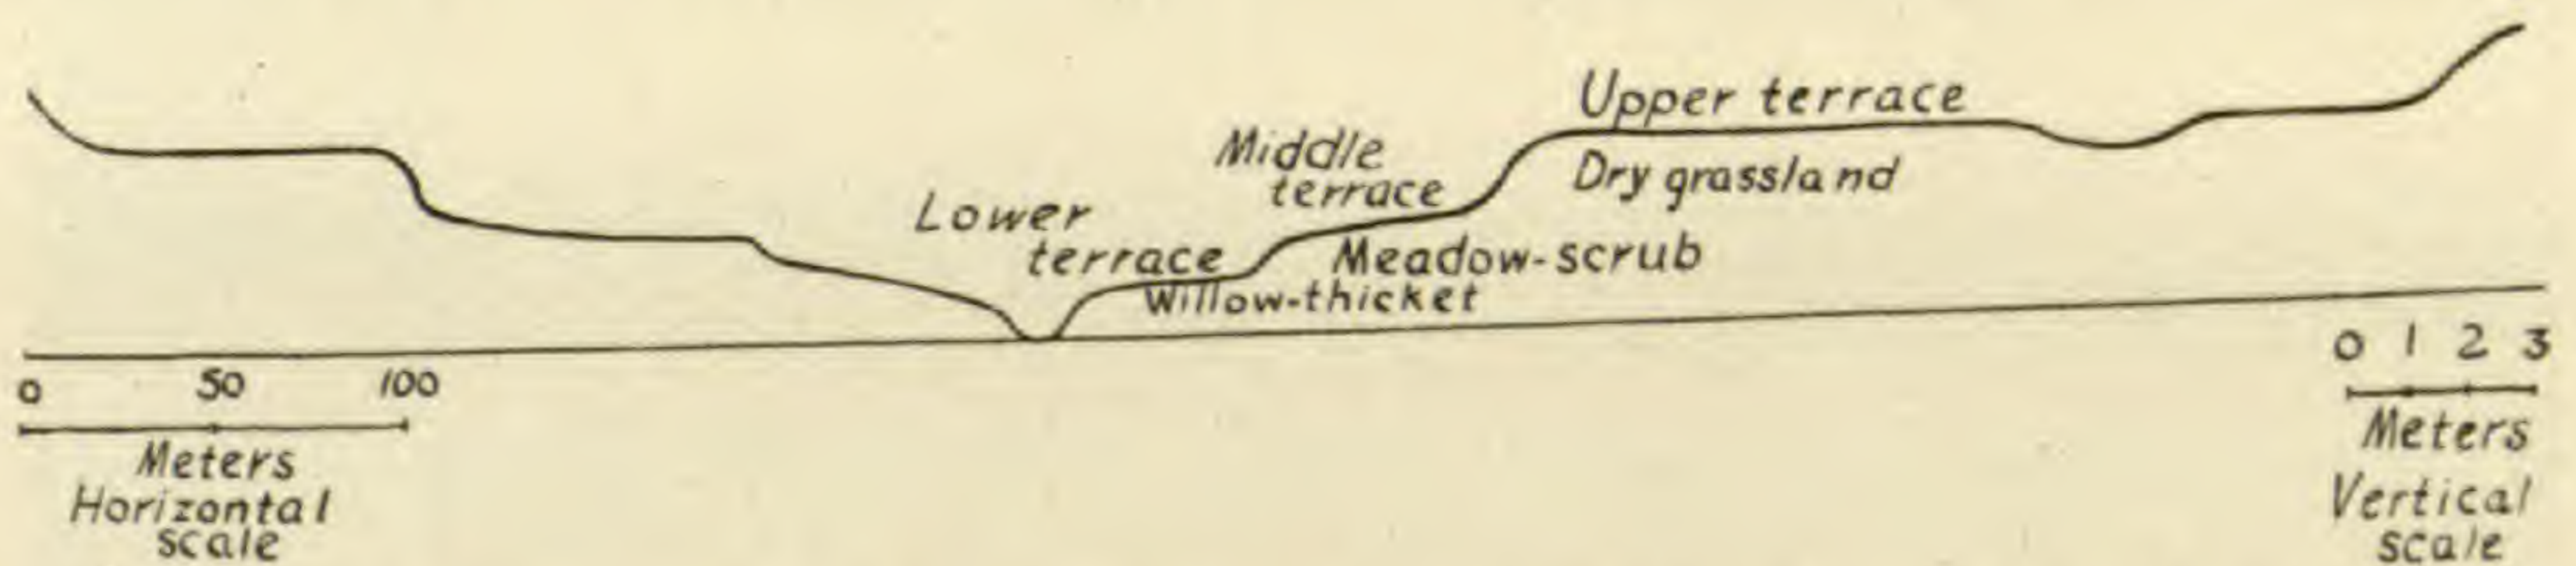 Upper terrace
Middle
terrace
Dry grassland
Lower
terrace
Meadow-scrub
Willow-thicket
0 50 100
Meters
Horizontal
scale
0 1 2 3
Meters
Vertical
scale